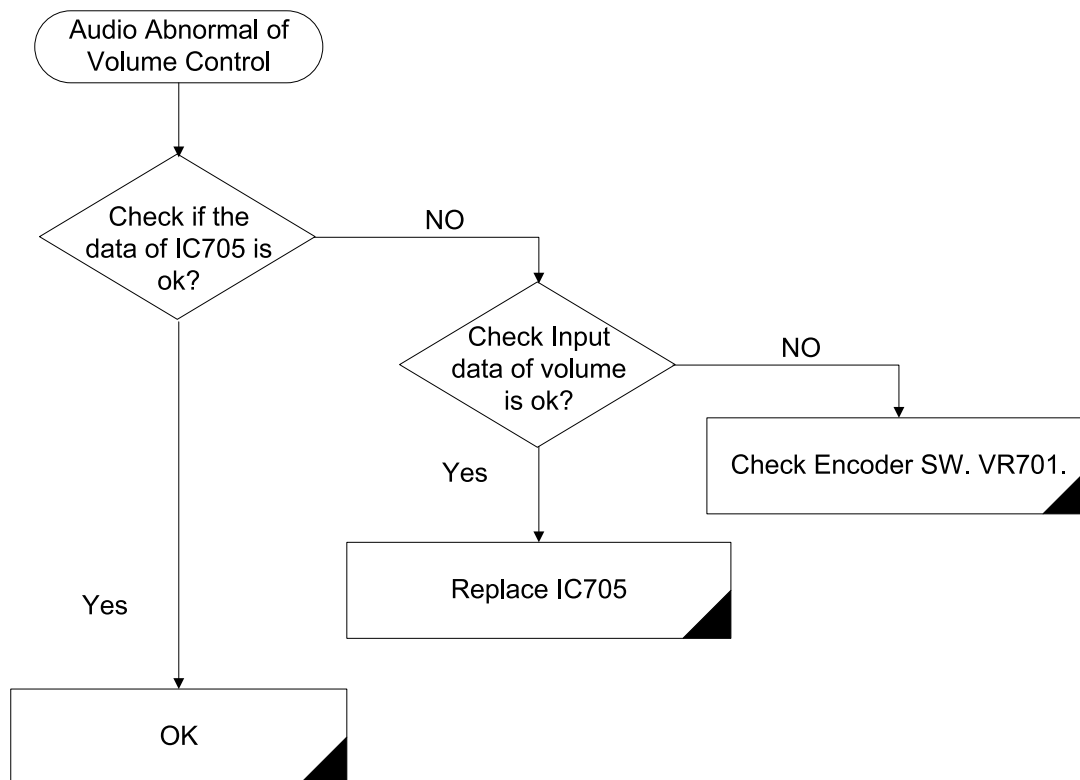 Audio Abnormal of
Volume Control
Check if the
data of IC705 is
ok?
NO
Check Input
data of volume
is ok?
NO
Check Encoder SW. VR701.
Yes
Replace IC705
Yes
OK